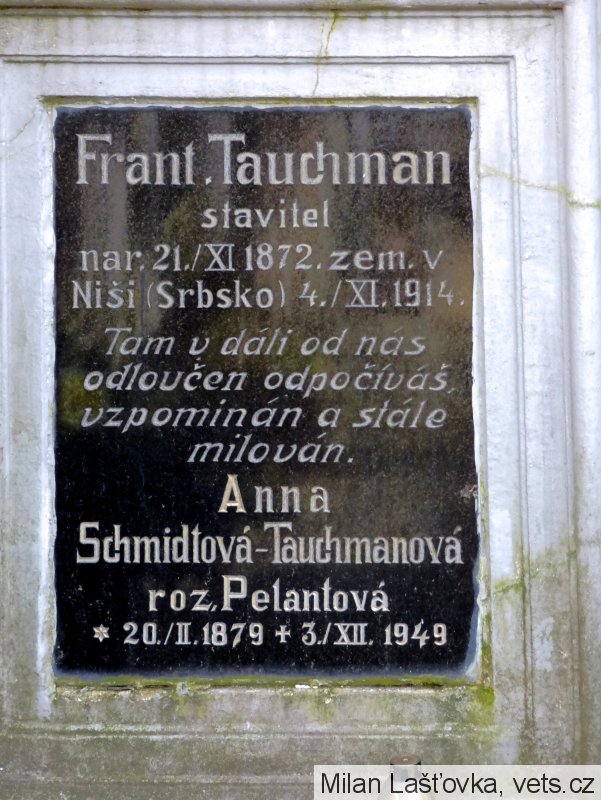 Frant. Tauchman
stavitel
nar. 21./XI 1872. zem. v
Niši (Srbsko) 4./XI. 1914.
Tam v dáli od nás
odloučen odpočíváš,
vzpomínán a stále
milován.
Anna
Schmidtová-Tauchmanová
roz. Pelantová
* 20./II. 1879 + 3./XII. 1949
Milan Lašťovka, vets.cz